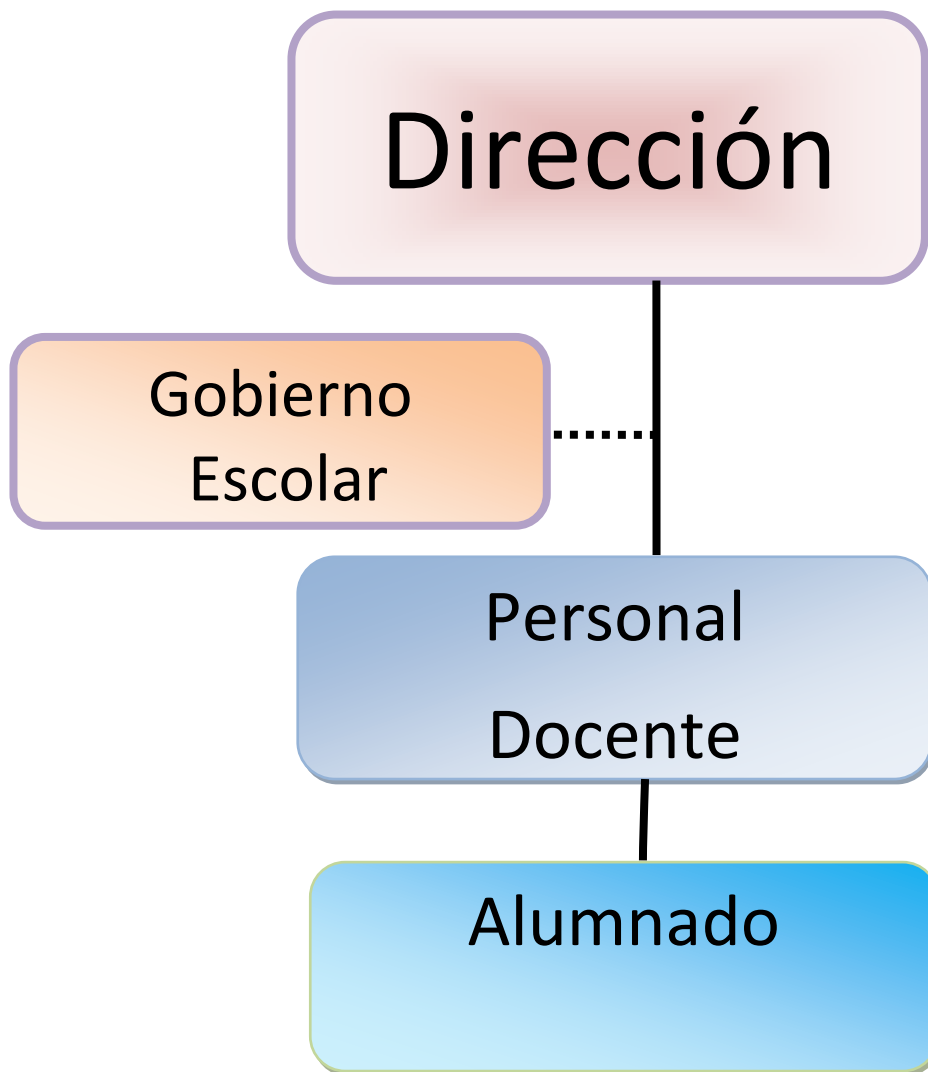 Dirección
Gobierno
Escolar
Personal
Docente
Alumnado